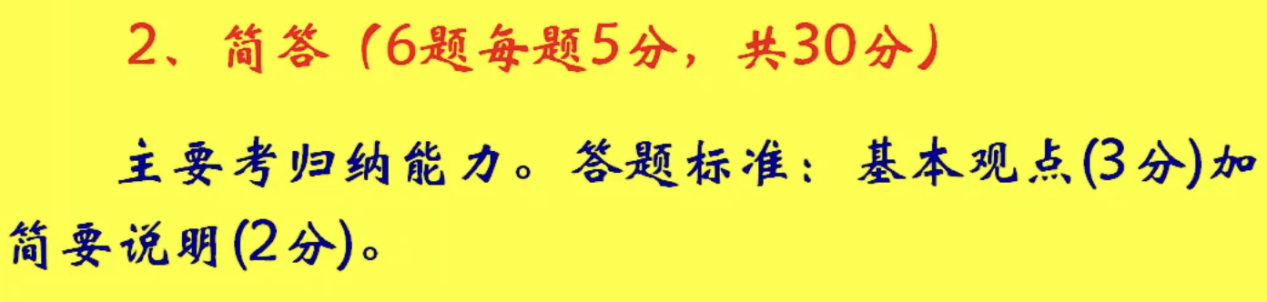 2、简答（6题每题5分，共30分）
主要考归纳能力。答题标准：基本观点(3分)加
简要说明(2分)。